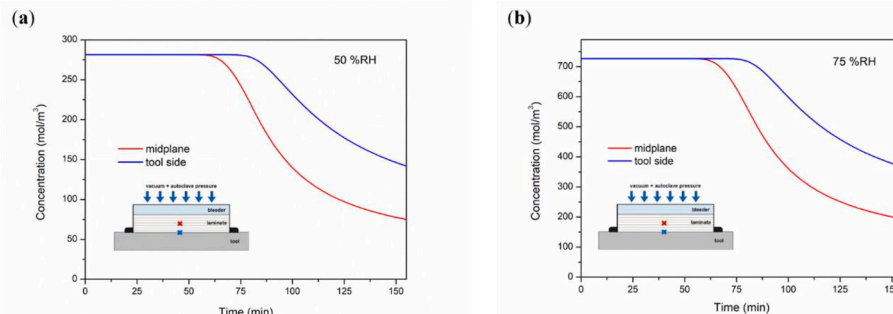 (a)
300
250
200
150
100
50
0
Concentration (mol/m³)
50 %RH
midplane
tool side
vacuum + autoclave pressure
bleeder
laminate
tool
0 25 50 75 100 125 150
Time (min)
(b)
700
600
500
400
300
200
100
0
Concentration (mol/m³)
75 %RH
midplane
tool side
vacuum + autoclave pressure
bleeder
laminate
tool
0 25 50 75 100 125
Time (min)